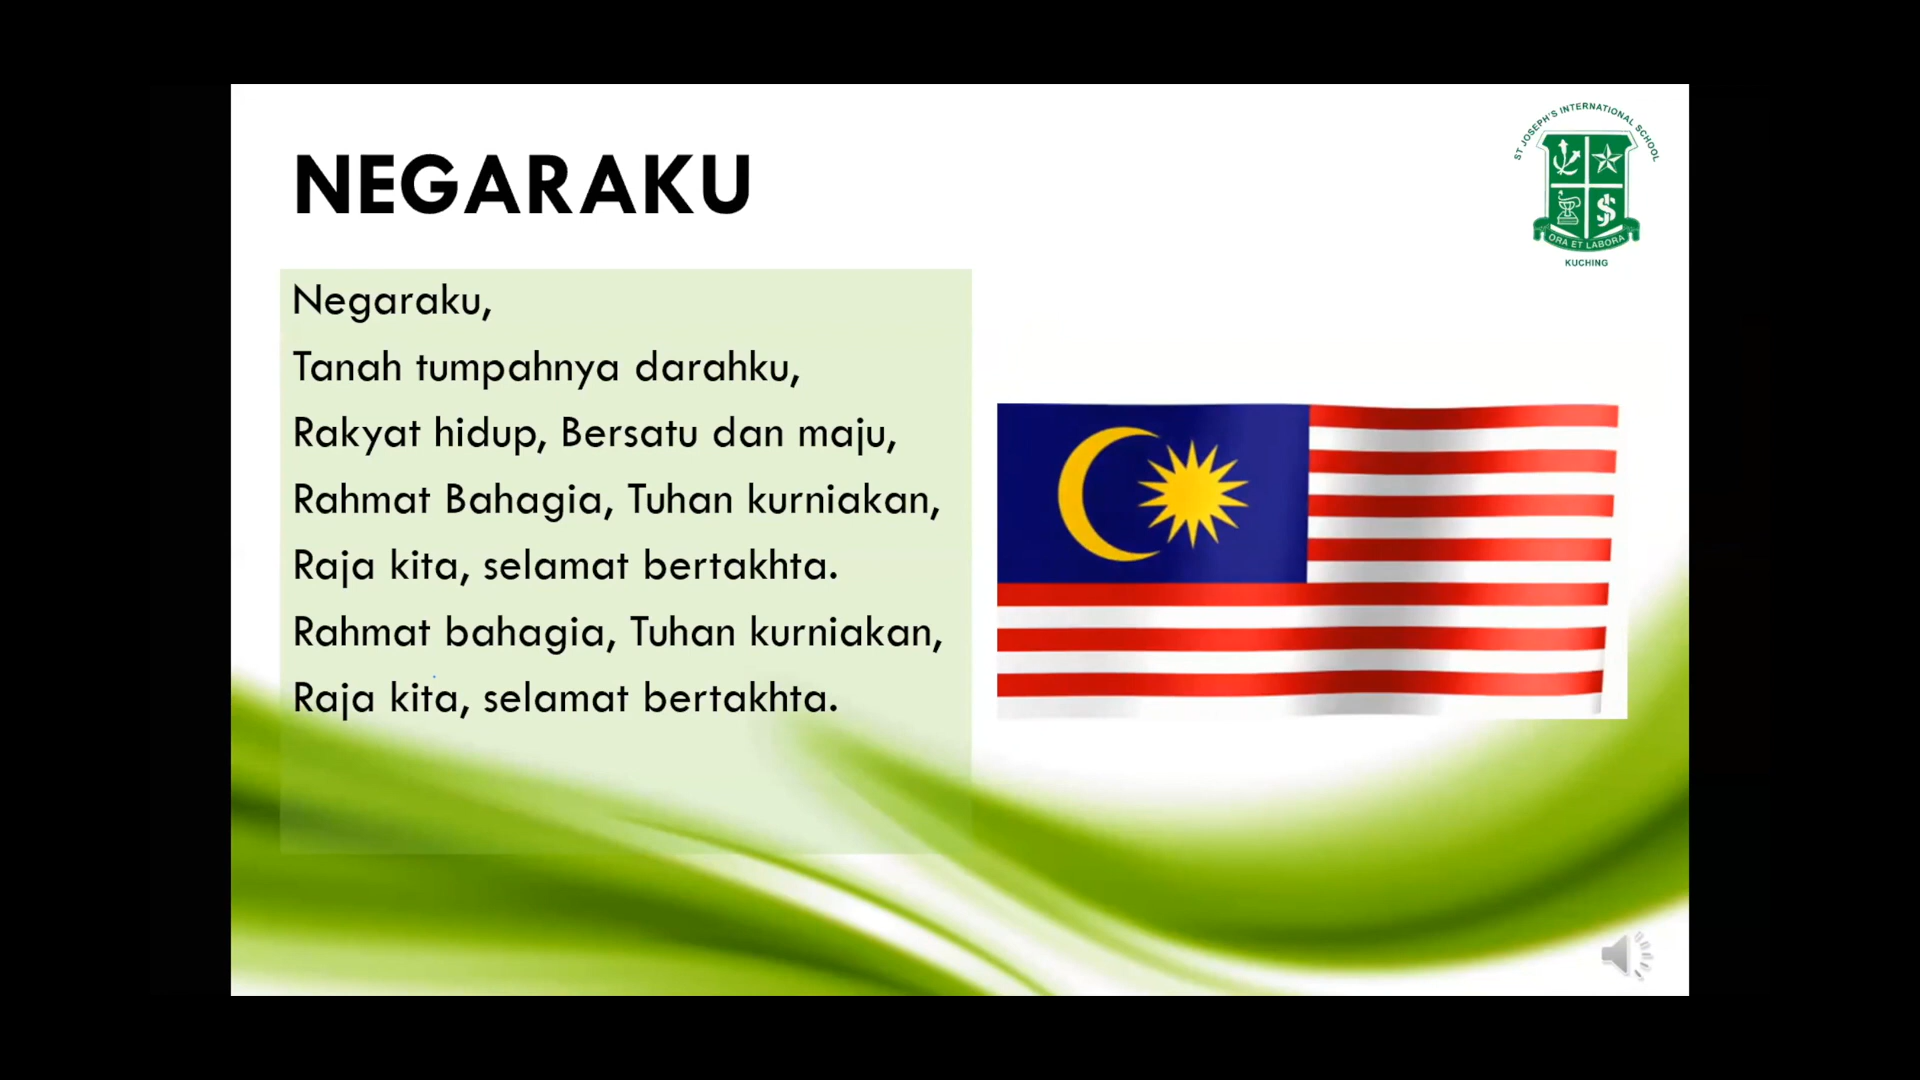 NEGARAKU
ST JOSEPH'S INTERNATIONAL SCHOOL
ORA ET LABORA
KUCHING
Negaraku,
Tanah tumpahnya darahku,
Rakyat hidup, Bersatu dan maju,
Rahmat Bahagia, Tuhan kurniakan,
Raja kita, selamat bertakhta.
Rahmat bahagia, Tuhan kurniakan,
Raja kita, selamat bertakhta.